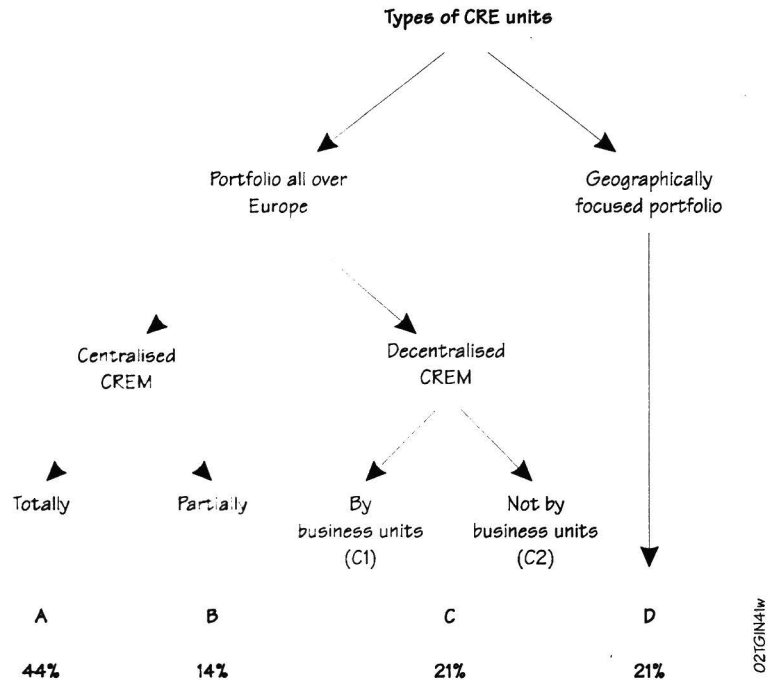 Types of CRE units
Portfolio all over
Europe
Geographically
focused portfolio
Centralised
CREM
Decentralised
CREM
Totally
Partially
By
business units
(C1)
Not by
business units
(C2)
A
B
C
D
44%
14%
21%
21%
02TGIN41w